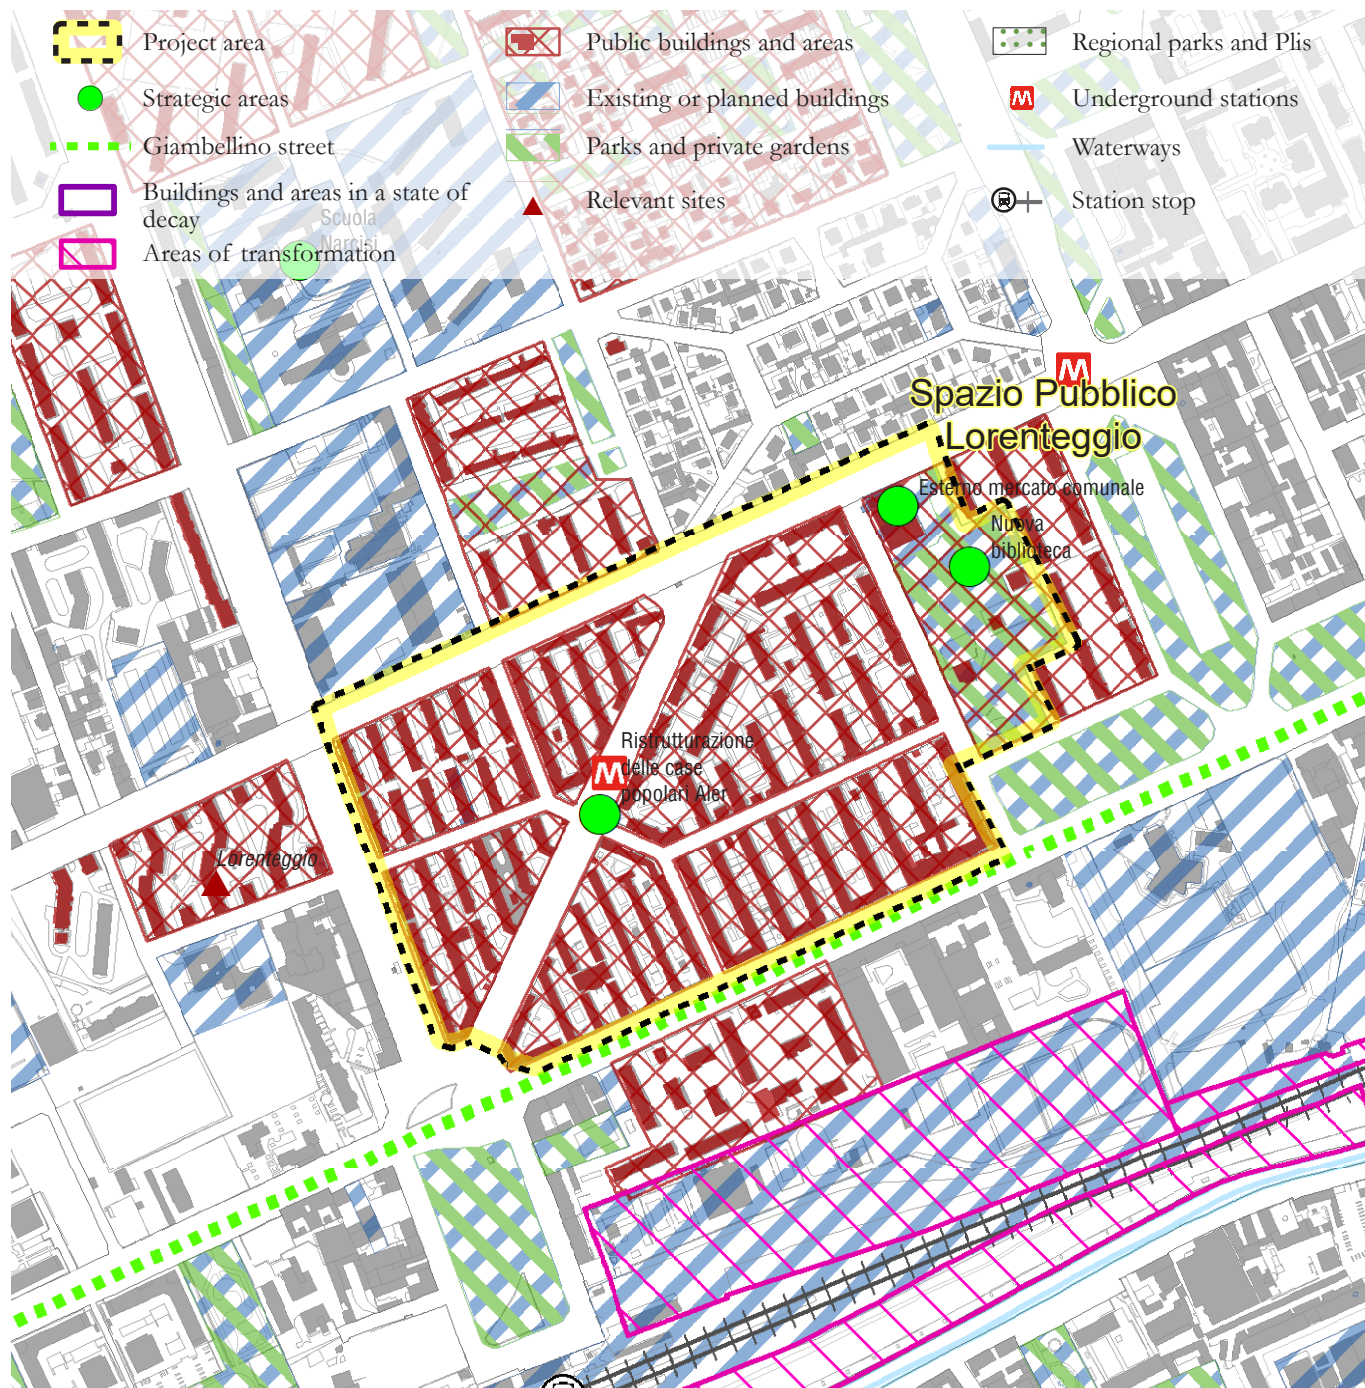 Project area
Strategic areas
Giambellino street
Buildings and areas in a state of
decay
Areas of transformation
Public buildings and areas
Existing or planned buildings
Parks and private gardens
Relevant sites
Regional parks and Plis
Underground stations
Waterways
Station stop
Scuola
Narcisi
Spazio Pubblico
Lorenteggio
Esterno mercato comunale
Nuova
biblioteca
Ristrutturazione
delle case
popolari Aler
Lorenteggio